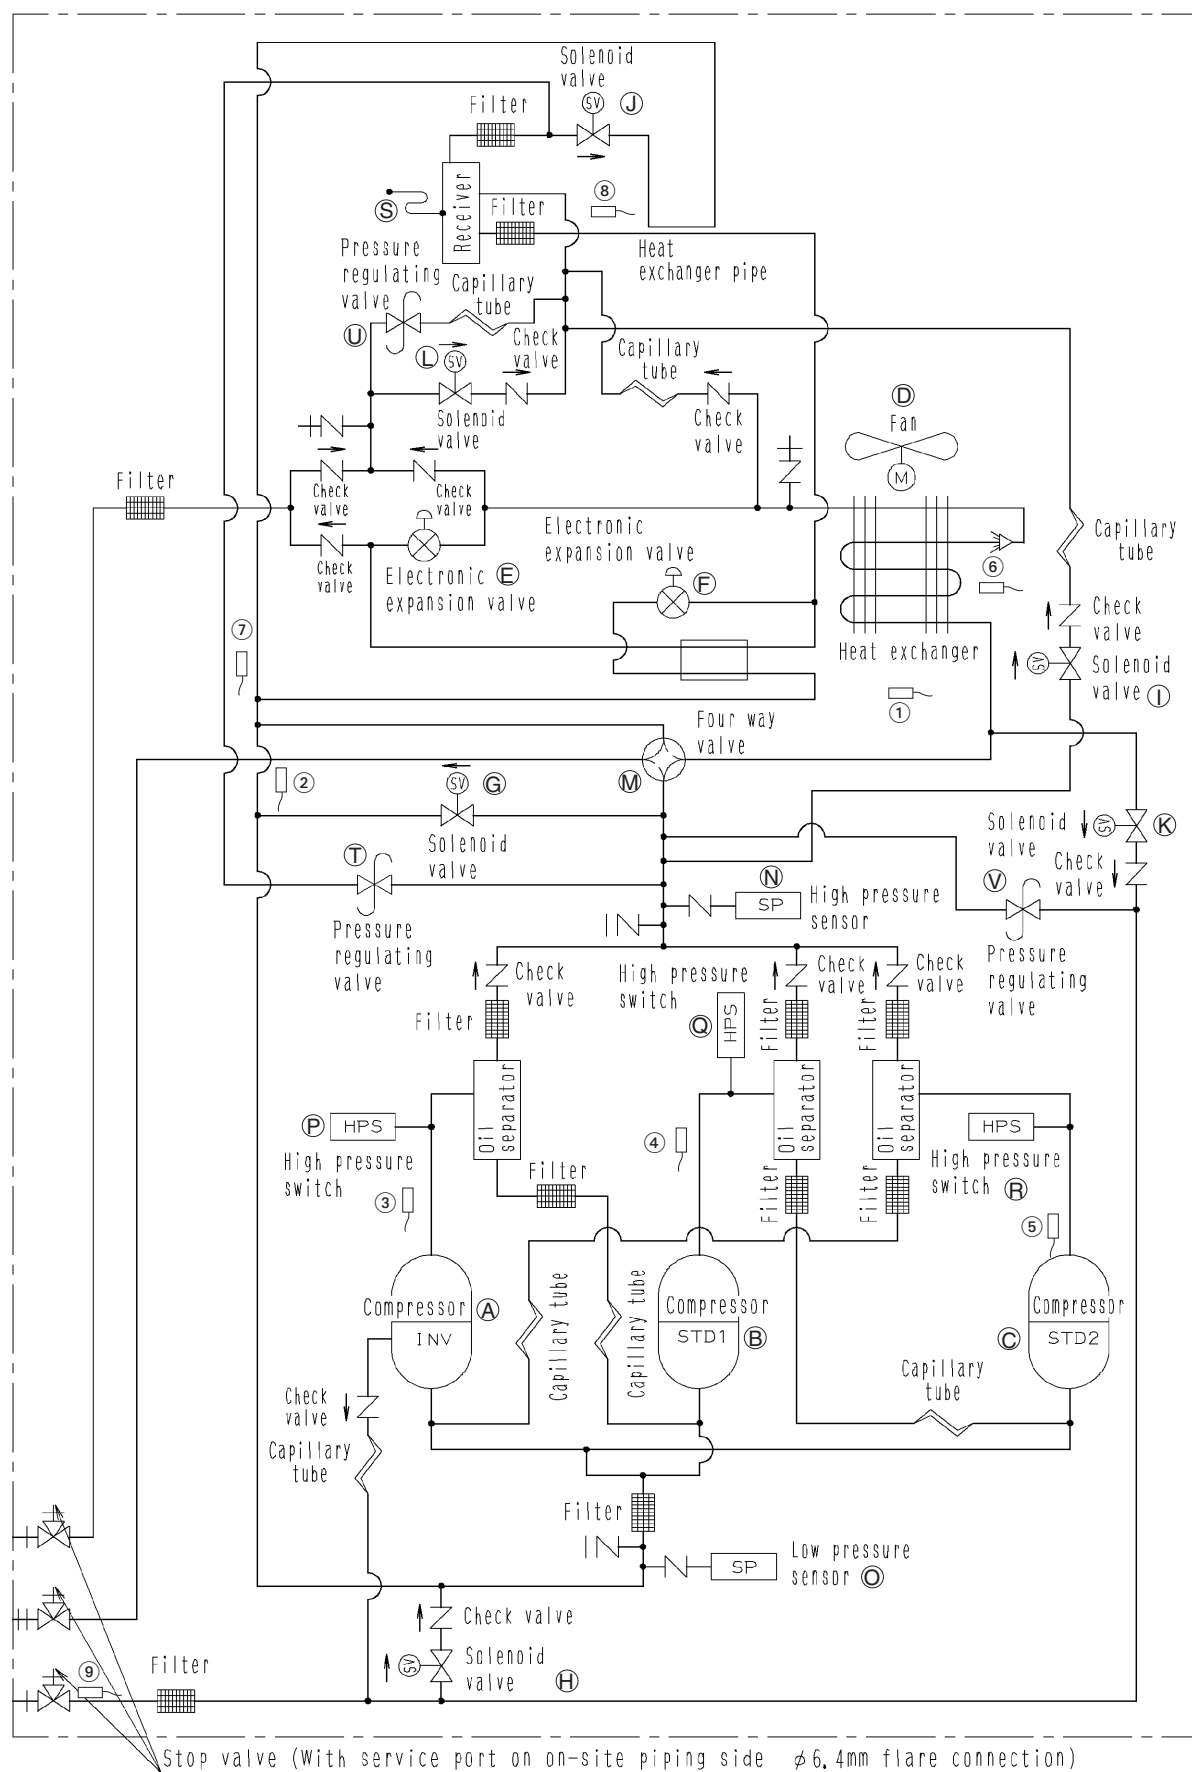 Solenoid
valve
SV
J
Filter
Receiver
S
8
Filter
Heat
exchanger pipe
Pressure
regulating
valve
Capillary
tube
U
L
SV
Check
valve
Capillary
tube
Solenoid
valve
Check
valve
D
Fan
M
Filter
Check
valve
Check
valve
Check
valve
Electronic
expansion valve
Electronic
expansion valve
E
F
Capillary
tube
6
Check
valve
7
Heat exchanger
SV
Solenoid
valve
I
1
Four way
valve
M
2
SV
G
Solenoid
valve
Solenoid
valve
SV
K
Check
valve
T
Pressure
regulating
valve
N
SP
High pressure
sensor
V
Pressure
regulating
valve
Check
valve
High pressure
switch
Check
valve
Check
valve
Filter
Q
HPS
Filter
Filter
Oil
separator
Oil
separator
Oil
separator
P
HPS
High pressure
switch
4
HPS
High pressure
switch
R
Filter
Filter
Filter
3
5
Compressor
INV
A
Capillary tube
Capillary tube
Compressor
STD1
B
Compressor
STD2
C
Capillary
tube
Check
valve
Capillary
tube
Filter
SP
Low pressure
sensor
O
Check valve
SV
Solenoid
valve
H
9
Filter
Stop valve (With service port on on-site piping side φ6.4mm flare connection)